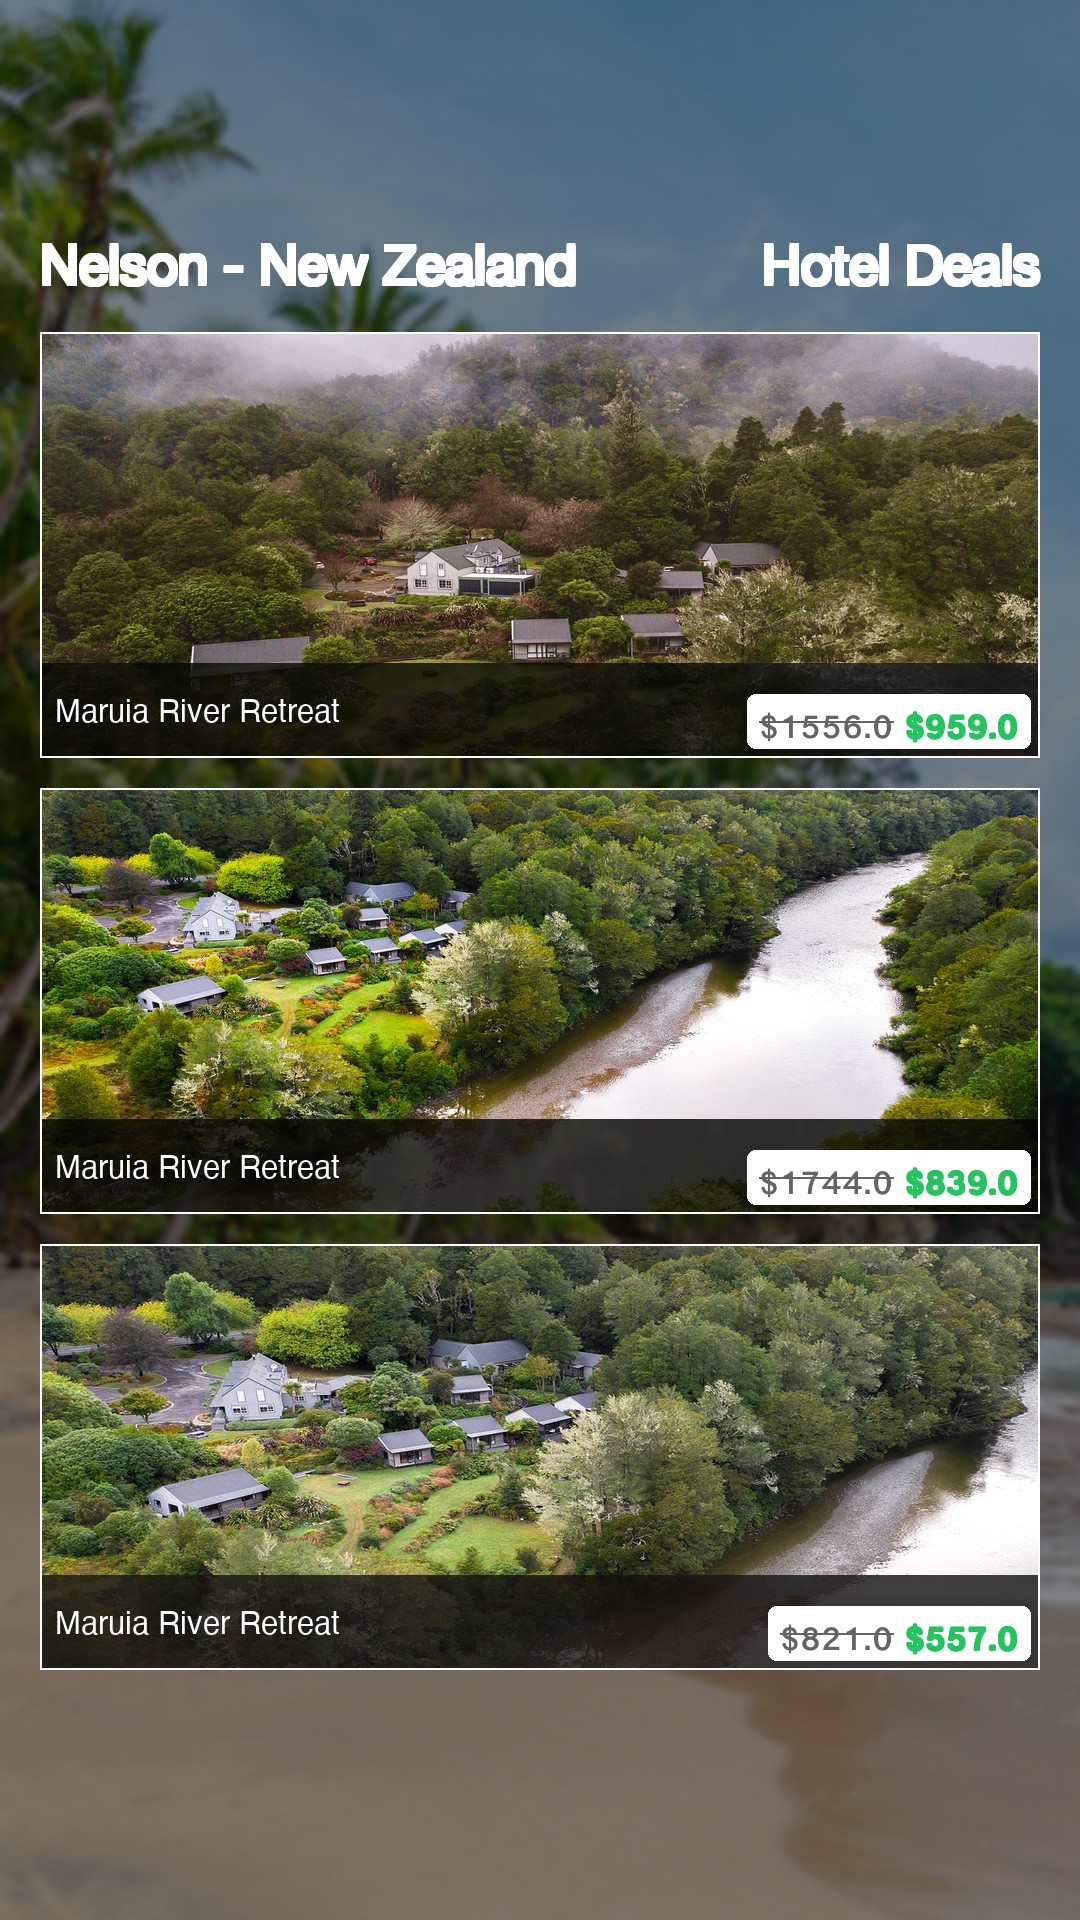 Nelson - New Zealand Hotel Deals
Maruia River Retreat
$1556.0 $959.0
Maruia River Retreat
$1744.0 $839.0
Maruia River Retreat
$821.0 $557.0